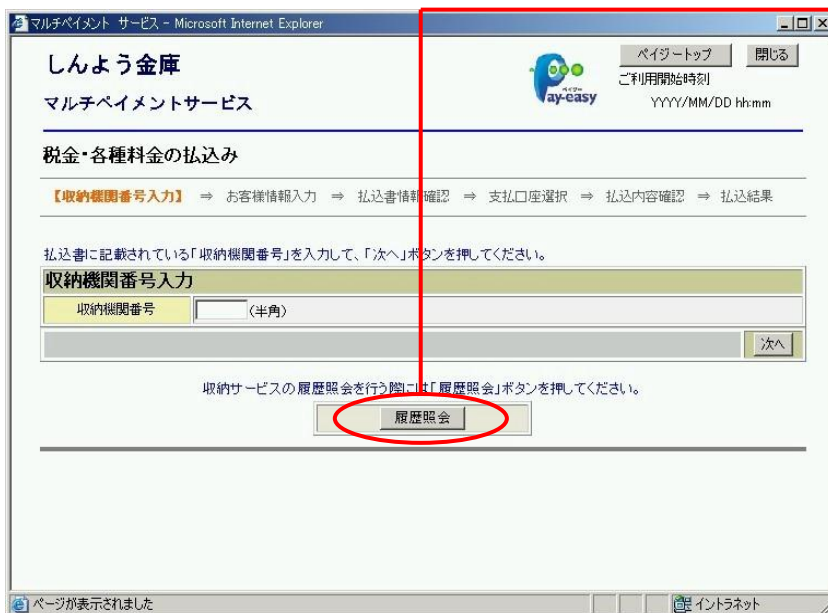 マルチペイメント サービス - Microsoft Internet Explorer
しんよう金庫
マルチペイメントサービス
ペイジー
Pay-easy
ペイジートップ 閉じる
ご利用開始時刻
YYYY/MM/DD hh:mm
税金・各種料金の払込み
【収納機関番号入力】 ⇒ お客様情報入力 ⇒ 払込書情報確認 ⇒ 支払口座選択 ⇒ 払込内容確認 ⇒ 払込結果
払込書に記載されている「収納機関番号」を入力して、「次へ」ボタンを押してください。
収納機関番号入力
収納機関番号 (半角)
次へ
収納サービスの履歴照会を行う際には「履歴照会」ボタンを押してください。
履歴照会
ページが表示されました イントラネット